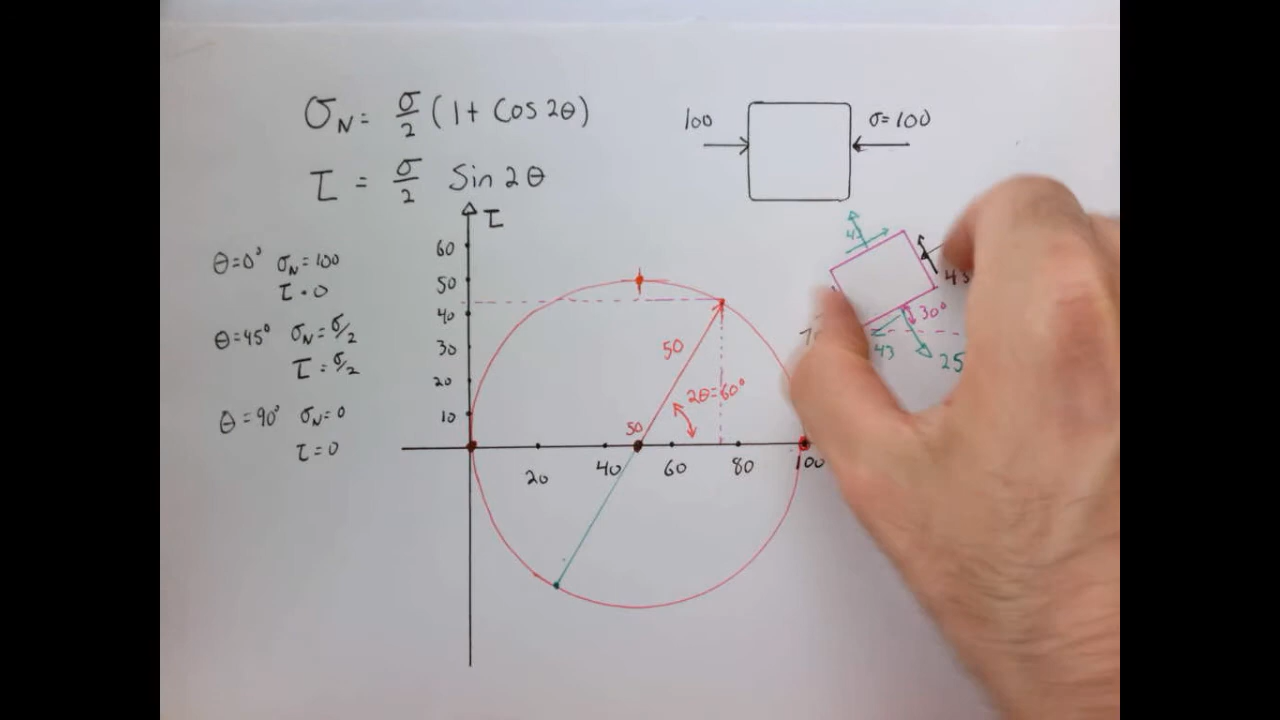 σN = σ/2 (1 + Cos 2θ)
τ = σ/2 Sin 2θ
100
σ=100
τ
θ=0° σN=100
τ=0
θ=45° σN=σ/2
τ=σ/2
θ=90° σN=0
τ=0
60
50
40
30
20
10
50
2θ=60°
50
20
40
60
80
100
30°
43
25